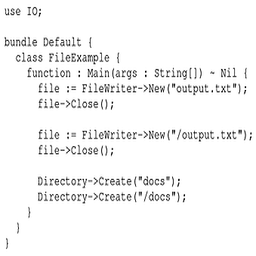 use IO;

bundle Default {
  class FileExample {
    function : Main(args : String[]) ~ Nil {
      file := FileWriter->New("output.txt");
      file->Close();

      file := FileWriter->New("/output.txt");
      file->Close();

      Directory->Create("docs");
      Directory->Create("/docs");
    }
  }
}